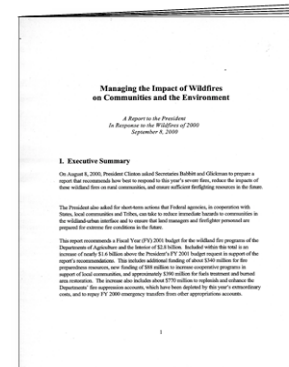 Managing the Impact of Wildfires
on Communities and the Environment
A Report to the President
In Response to the Wildfires of 2000
September 8, 2000
I. Executive Summary
On August 8, 2000, President Clinton asked Secretaries Babbitt and Glickman to prepare a
report that recommends how best to respond to this year's severe fires, reduce the impacts of
these wildland fires on rural communities, and ensure sufficient firefighting resources in the future.
The President also asked for short-term actions that Federal agencies, in cooperation with
States, local communities and Tribes, can take to reduce immediate hazards to communities in
the wildland-urban interface and to ensure that land managers and firefighter personnel are
prepared for extreme fire conditions in the future.
This report recommends a Fiscal Year (FY) 2001 budget for the wildland fire programs of the
Departments of Agriculture and the Interior of $2.8 billion. Included within this total is an
increase of nearly $1.6 billion above the President's FY 2001 budget request in support of the
report's recommendations. This includes additional funding of about $340 million for fire
preparedness resources, new funding of $88 million to increase cooperative programs in
support of local communities, and approximately $390 million for fuels treatment and burned
area restoration. The increase also includes about $770 million to replenish and enhance the
Departments' fire suppression accounts, which have been depleted by this year's extraordinary
costs, and to repay FY 2000 emergency transfers from other appropriations accounts.
1